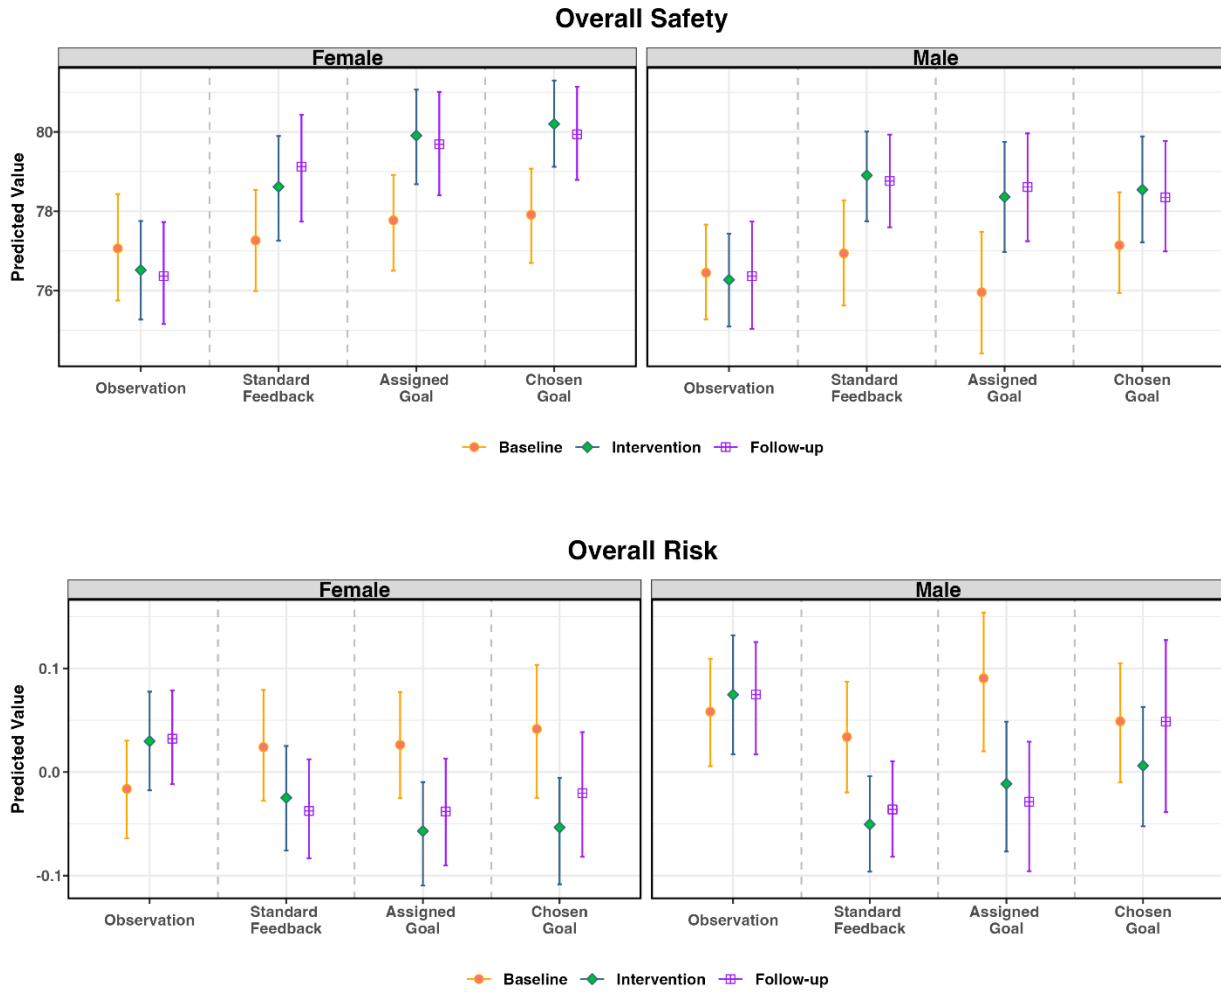 Overall Safety
Female
Male
Predicted Value
80
78
76
Observation
Standard
Feedback
Assigned
Goal
Chosen
Goal
Observation
Standard
Feedback
Assigned
Goal
Chosen
Goal
Baseline Intervention Follow-up
Overall Risk
Female
Male
Predicted Value
0.1
0.0
-0.1
Observation
Standard
Feedback
Assigned
Goal
Chosen
Goal
Observation
Standard
Feedback
Assigned
Goal
Chosen
Goal
Baseline Intervention Follow-up